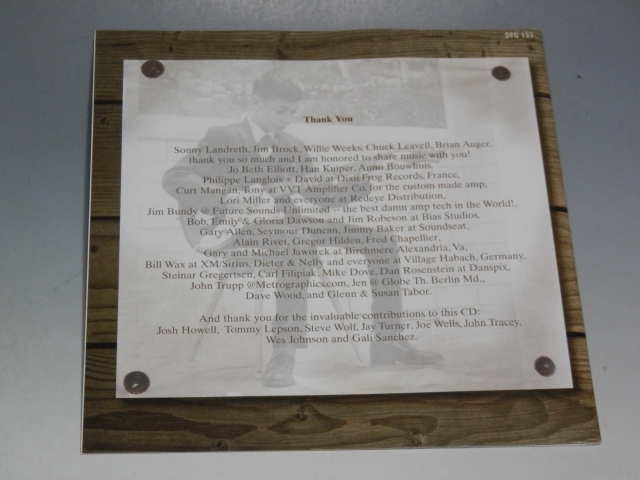 DFG 133
Thank You
Sonny Landreth, Jim Brock, Willie Weeks, Chuck Leavell, Brian Auger,
thank you so much and I am honored to share music with you!
Jo Beth Elliott, Han Kuiper, Anno Bouwhuis,
Philippe Langlois + David at DixieFrog Records, France,
Curt Mangan, Tony at VVT Amplifier Co. for the custom made amp,
Lori Miller and everyone at Redeye Distribution,
Jim Bundy @ Future Sounds Unlimited -- the best damn amp tech in the World!,
Bob, Emily & Gloria Dawson and Jim Robeson at Bias Studios,
Gary Allen, Seymour Duncan, Jimmy Baker at Soundseat,
Alain Rivet, Gregor Hilden, Fred Chapellier,
Gary and Michael Jaworek at Birchmere Alexandria, Va,
Bill Wax at XM/Sirius, Dieter & Nelly and everyone at Village Habach, Germany,
Steinar Gregertsen, Carl Filipiak, Mike Dove, Dan Rosenstein at Danspix,
John Trupp @Metrographics.com, Jen @ Globe Th. Berlin Md.,
Dave Wood, and Glenn & Susan Tabor.
And thank you for the invaluable contributions to this CD:
Josh Howell, Tommy Lepson, Steve Wolf, Jay Turner, Joe Wells, John Tracey,
Wes Johnson and Gali Sanchez.